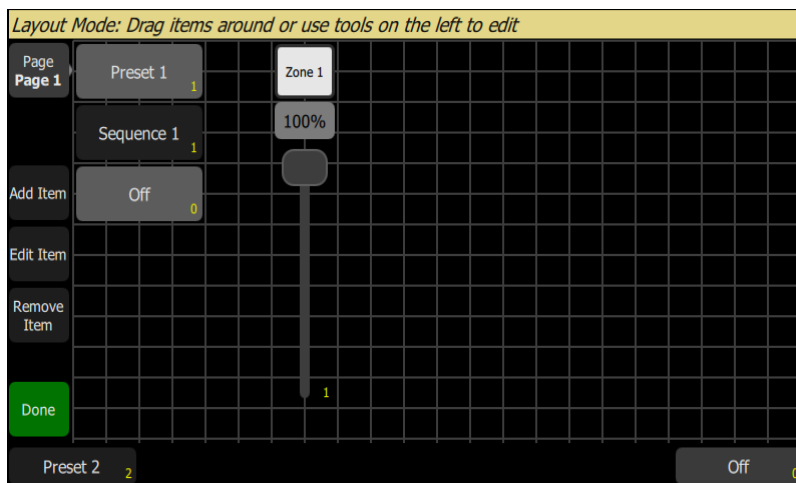 Layout Mode: Drag items around or use tools on the left to edit
Page
Page 1
Preset 1
1
Zone 1
100%
Sequence 1
1
Add Item
Off
0
Edit Item
Remove
Item
1
Done
Preset 2
2
Off
0